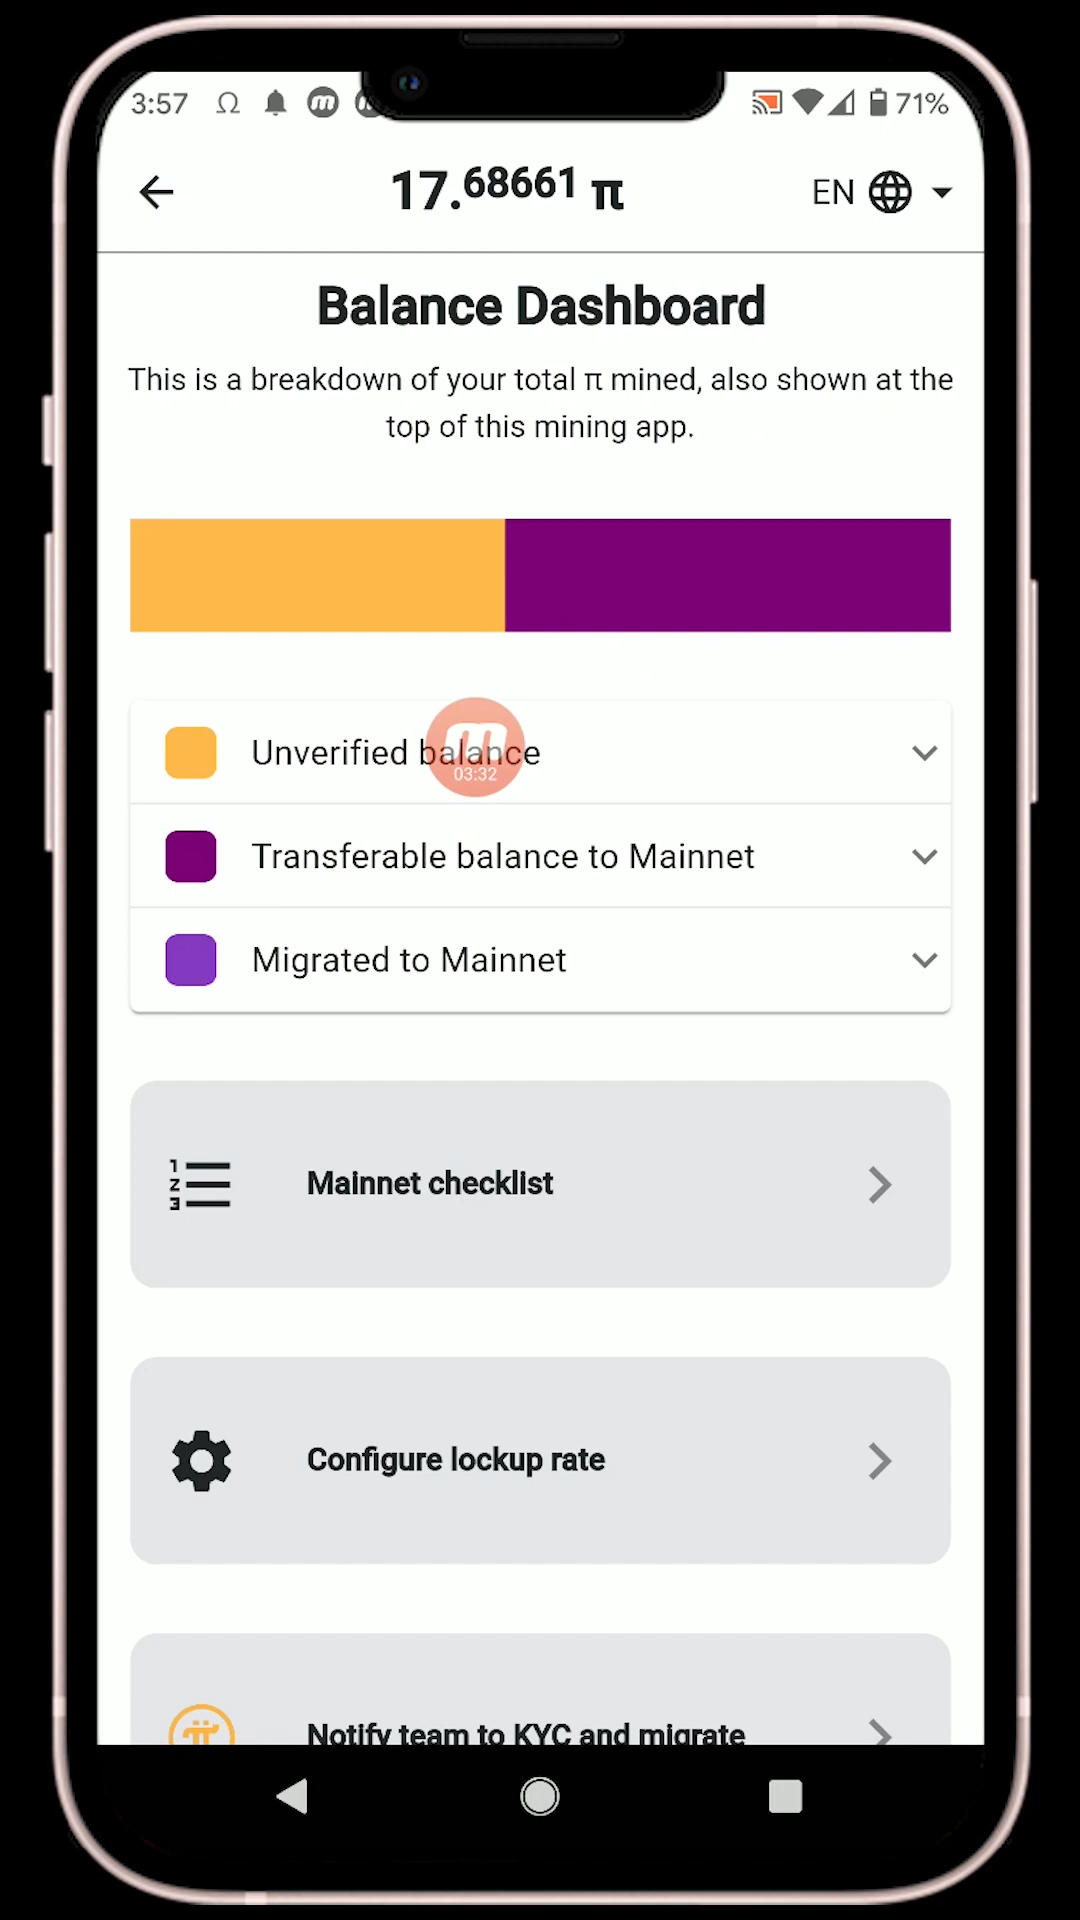 3:57
71%
17.68661 π
EN
Balance Dashboard
This is a breakdown of your total π mined, also shown at the
top of this mining app.
Unverified balance
03:32
Transferable balance to Mainnet
Migrated to Mainnet
Mainnet checklist
Configure lockup rate
Notify team to KYC and migrate